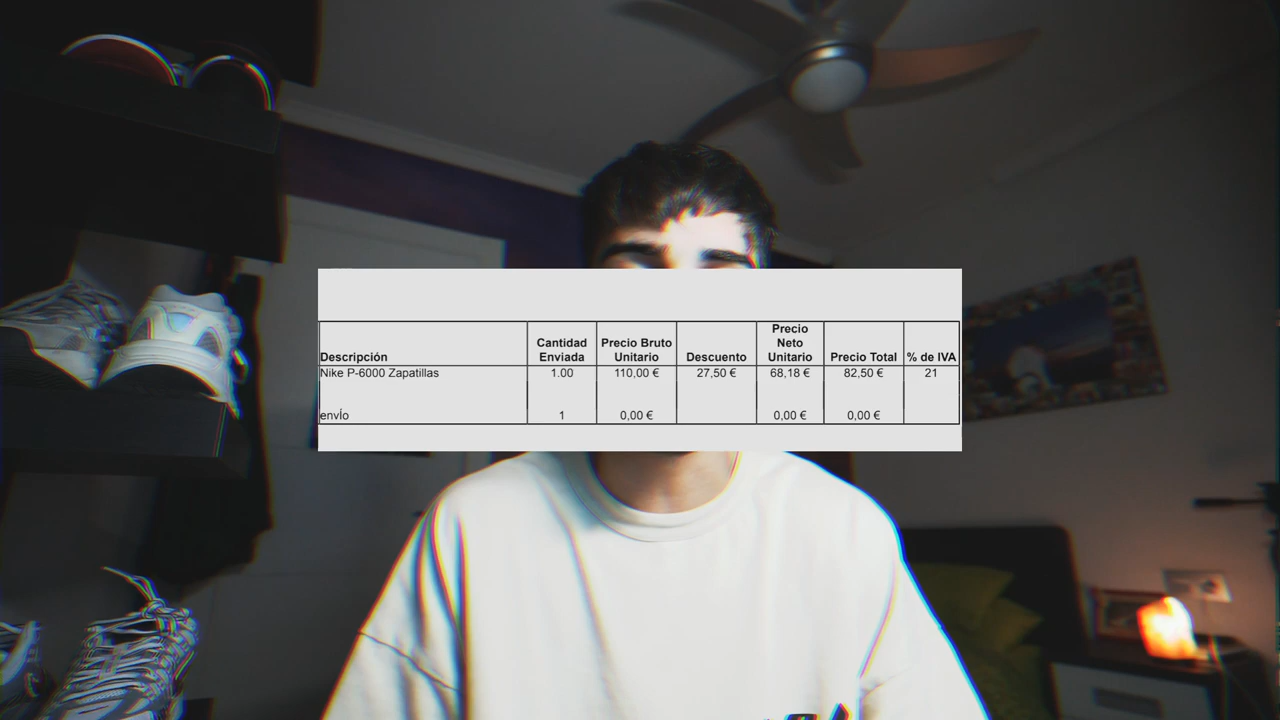 Descripción Cantidad Enviada Precio Bruto Unitario Descuento Precio Neto Unitario Precio Total % de IVA
Nike P-6000 Zapatillas 1.00 110,00 € 27,50 € 68,18 € 82,50 € 21
envío 1 0,00 € 0,00 € 0,00 €